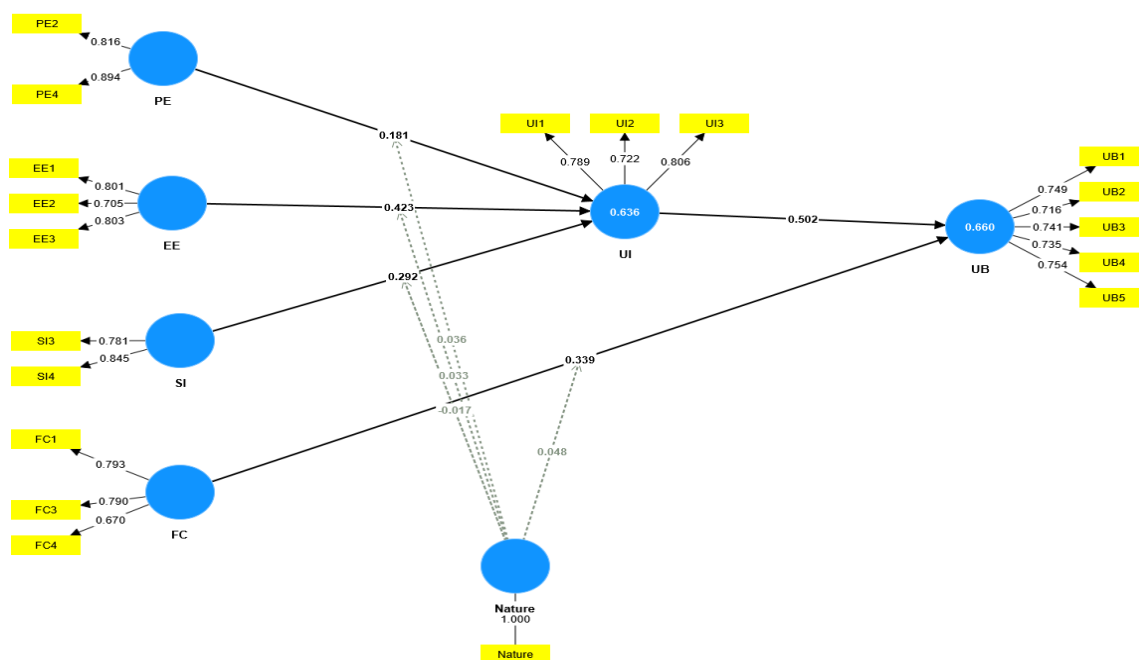 PE2
0.816
0.894
PE4
PE
0.181
UI1
UI2
UI3
0.789
0.722
0.806
EE1
0.801
EE2
0.705
0.803
EE3
EE
0.423
0.636
UI
0.502
0.660
UB
UB1
0.749
UB2
0.716
0.741
UB3
0.735
UB4
0.754
UB5
0.292
SI3
0.781
0.845
SI4
SI
0.036
0.033
-0.017
0.339
0.048
FC1
0.793
FC3
0.790
0.670
FC4
FC
Nature
1.000
Nature